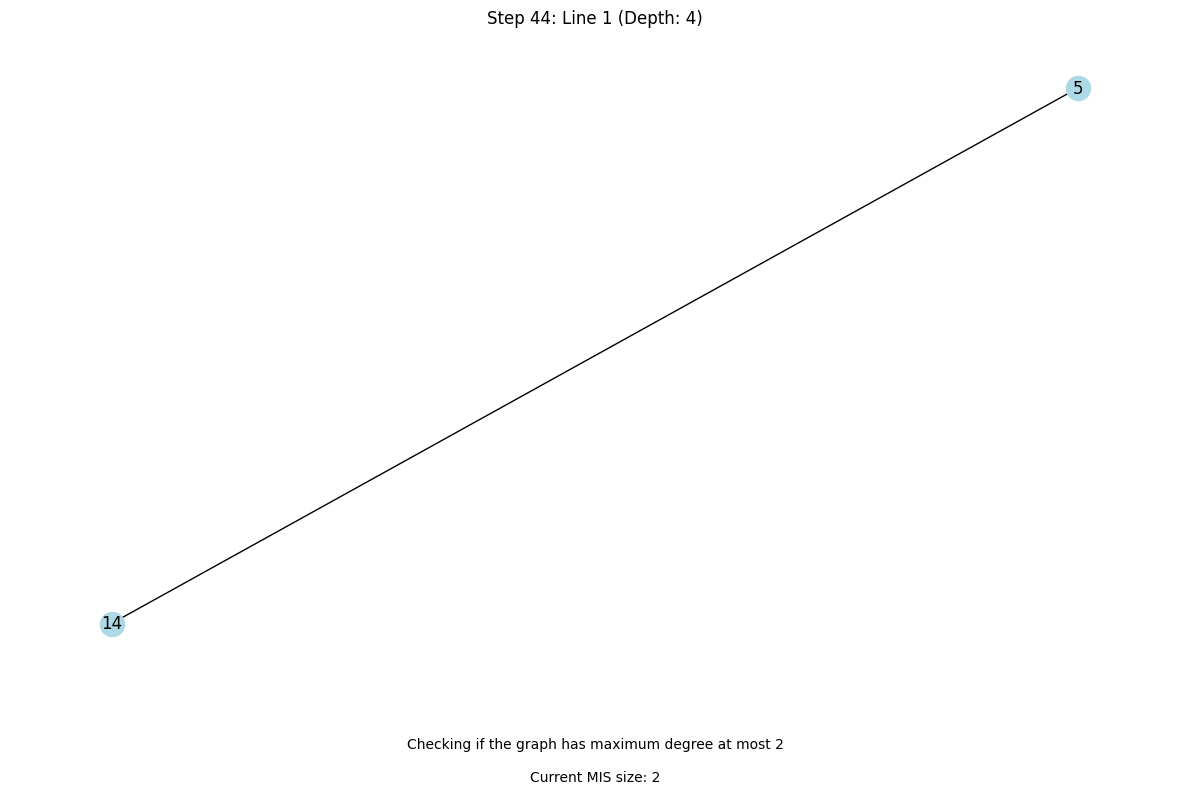 Step 44: Line 1 (Depth: 4)
5
14
Checking if the graph has maximum degree at most 2
Current MIS size: 2